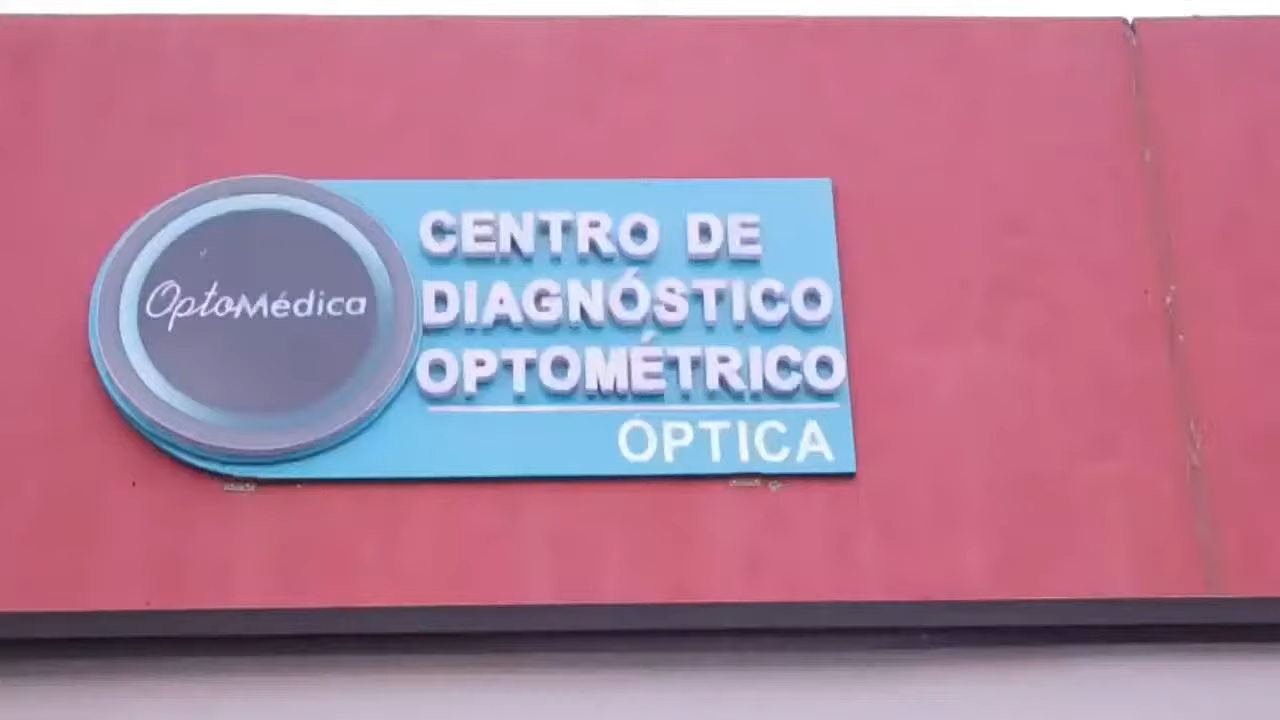 OptoMédica
CENTRO DE
DIAGNÓSTICO
OPTOMÉTRICO
ÓPTICA